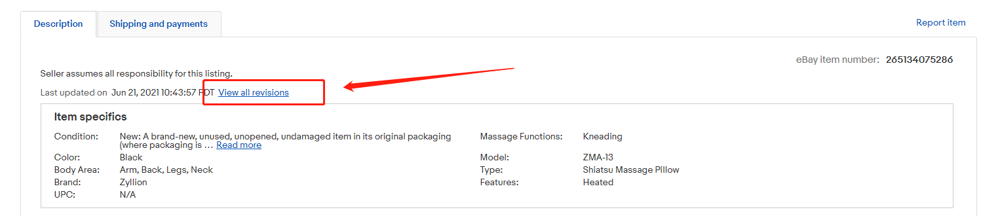 Description
Shipping and payments
Report item
eBay item number: 265134075286
Seller assumes all responsibility for this listing.
Last updated on Jun 21, 2021 10:43:57 PDT View all revisions
Item specifics
Condition: New: A brand-new, unused, unopened, undamaged item in its original packaging
(where packaging is … Read more
Massage Functions: Kneading
Color: Black
Model: ZMA-13
Body Area: Arm, Back, Legs, Neck
Type: Shiatsu Massage Pillow
Brand: Zyllion
Features: Heated
UPC: N/A